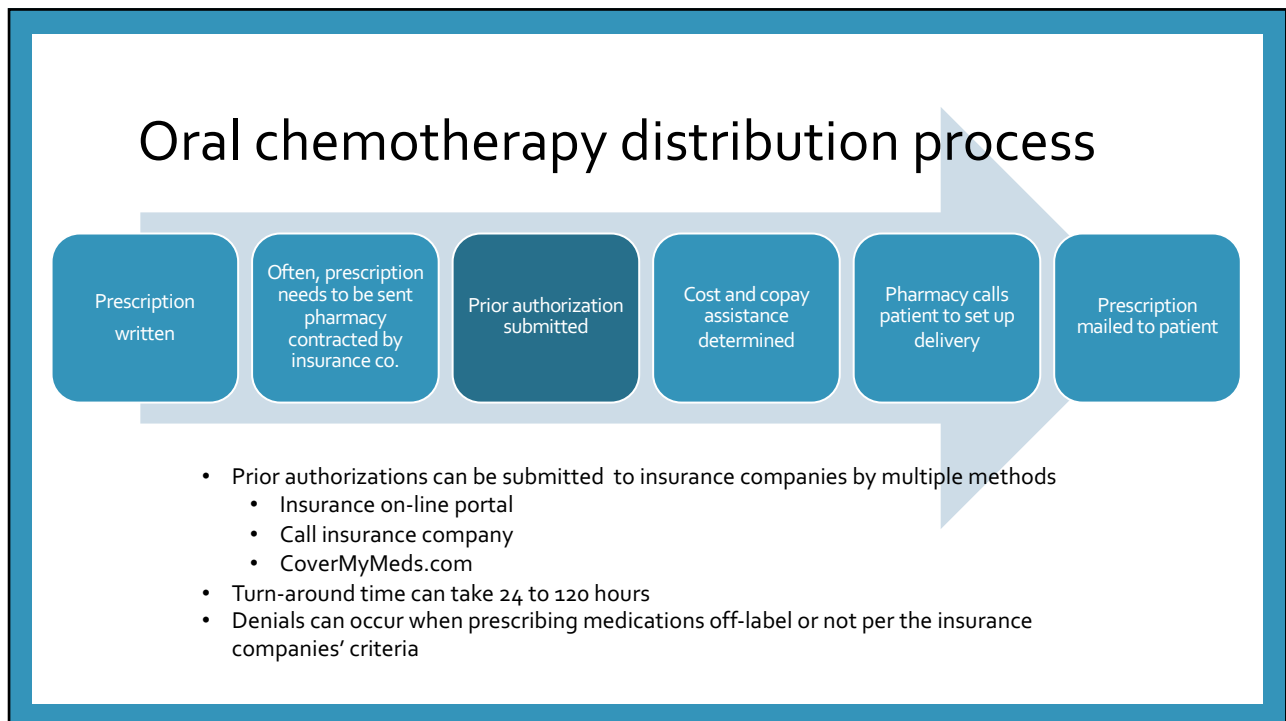 Oral chemotherapy distribution process
Prescription
written
Often, prescription
needs to be sent
pharmacy
contracted by
insurance co.
Prior authorization
submitted
Cost and copay
assistance
determined
Pharmacy calls
patient to set up
delivery
Prescription
mailed to patient
• Prior authorizations can be submitted  to insurance companies by multiple methods
• Insurance on-line portal
• Call insurance company
• CoverMyMeds.com
• Turn-around time can take 24 to 120 hours
• Denials can occur when prescribing medications off-label or not per the insurance
companies’ criteria